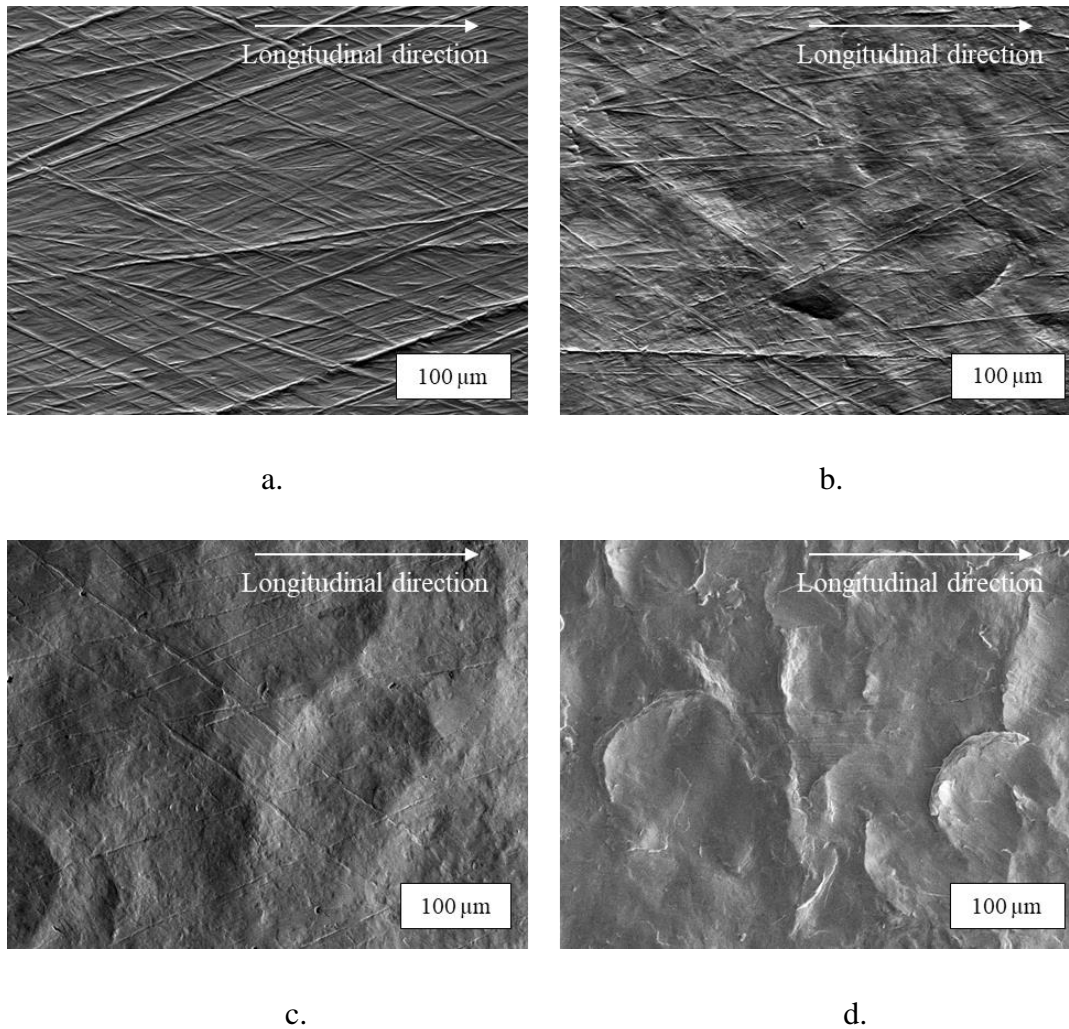 Longitudinal direction
Longitudinal direction
100 µm
100 µm
a.
b.
Longitudinal direction
Longitudinal direction
100 µm
100 µm
c.
d.